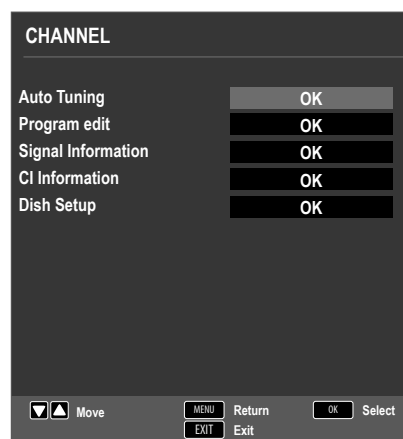 CHANNEL
Auto Tuning OK
Program edit OK
Signal Information OK
CI Information OK
Dish Setup OK
Move MENU Return OK Select
EXIT Exit